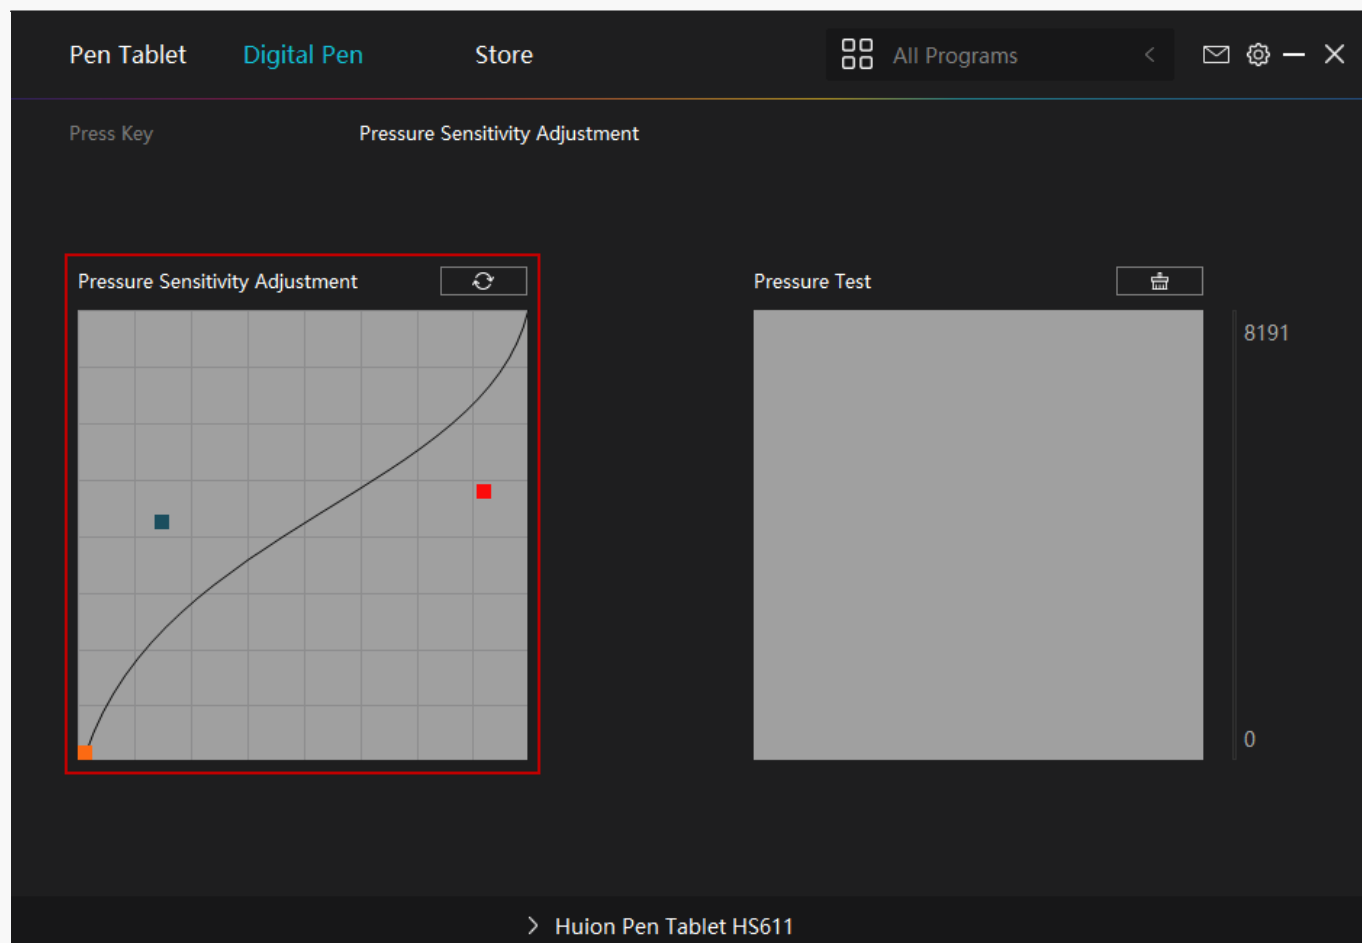 Pen Tablet Digital Pen Store All Programs
Press Key Pressure Sensitivity Adjustment
Pressure Sensitivity Adjustment
Pressure Test
8191
0
Huion Pen Tablet HS611